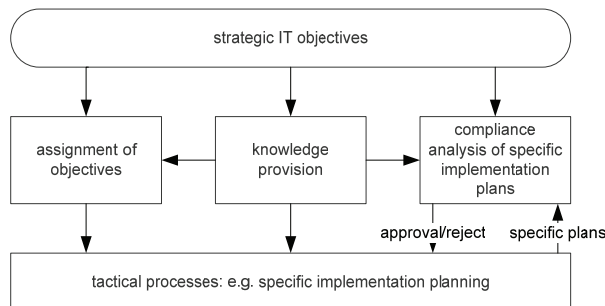 strategic IT objectives
assignment of
objectives
knowledge
provision
compliance
analysis of specific
implementation
plans
approval/reject
specific plans
tactical processes: e.g. specific implementation planning